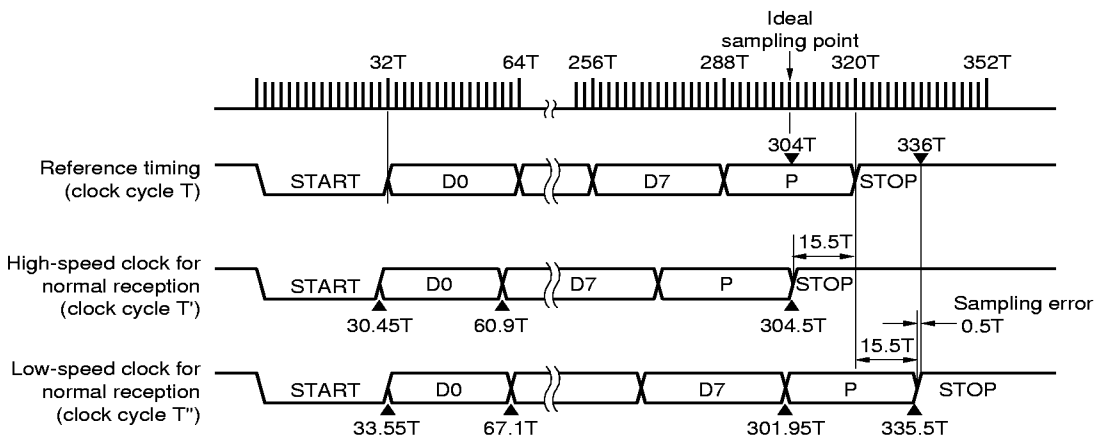 Ideal
sampling point
32T 64T 256T 288T 320T 352T
304T 336T
Reference timing
(clock cycle T)
START D0 D7 P STOP
15.5T
High-speed clock for
normal reception
(clock cycle T')
START D0 D7 P STOP
30.45T 60.9T 304.5T
Sampling error
0.5T
15.5T
Low-speed clock for
normal reception
(clock cycle T")
START D0 D7 P STOP
33.55T 67.1T 301.95T 335.5T